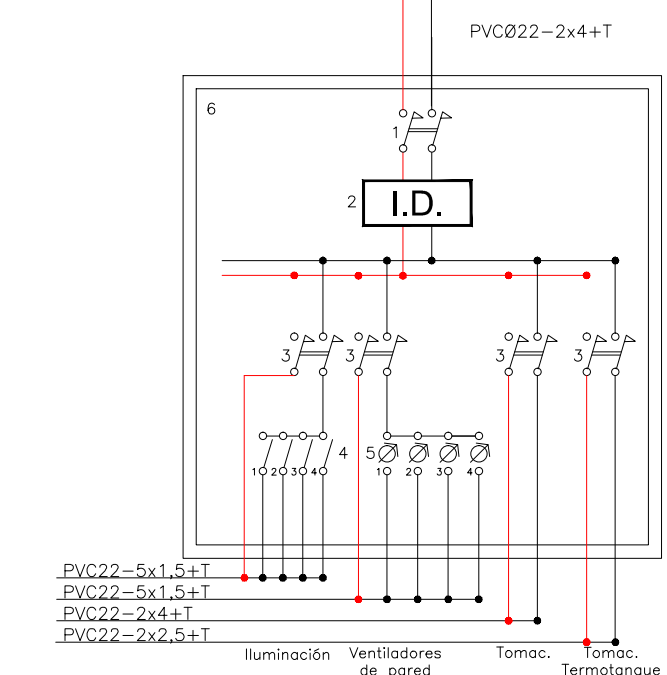 PVCØ22-2x4+T
6
1
2 I.D.
3 3 3 3
4 5
1 2 3 4 1 2 3 4
PVC22-5x1,5+T
PVC22-5x1,5+T
PVC22-2x4+T
PVC22-2x2,5+T
Iluminación
Ventiladores
de pared
Tomac.
Tomac.
Termotanque